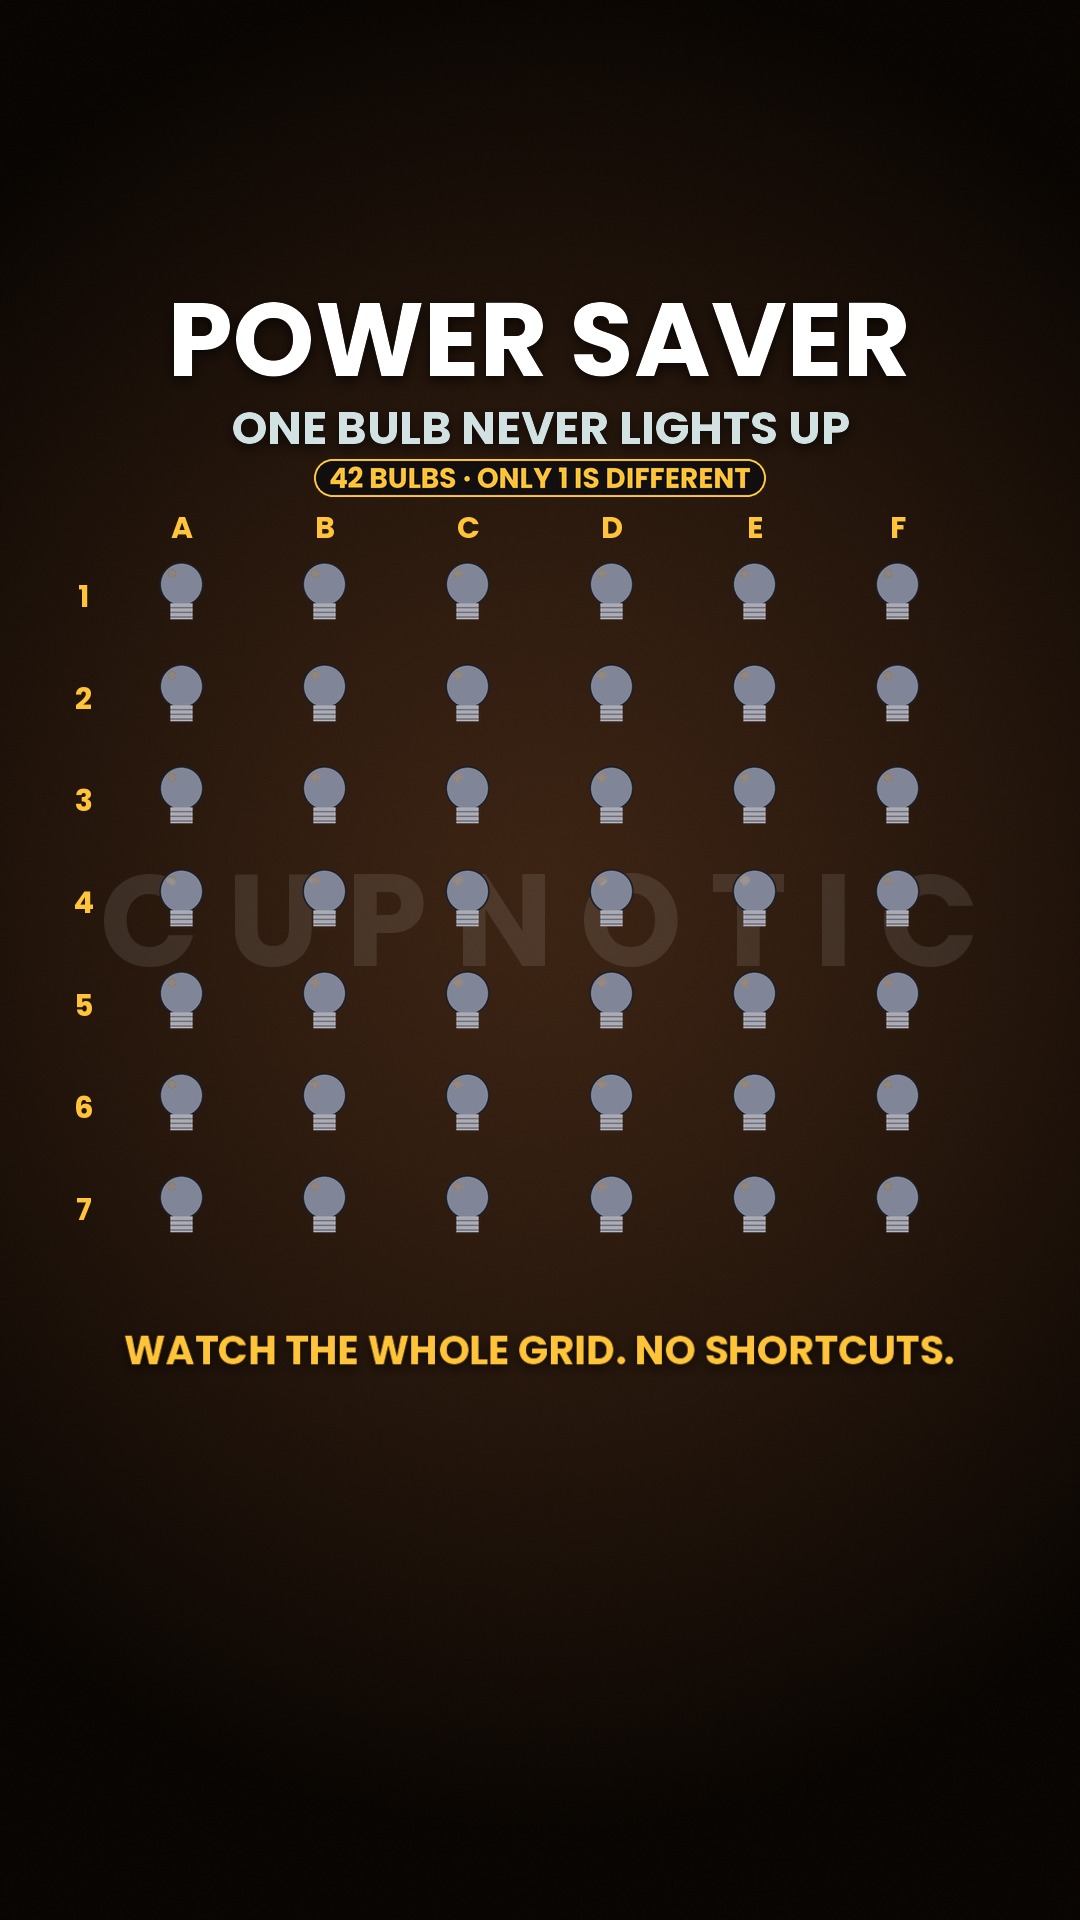 POWER SAVER
ONE BULB NEVER LIGHTS UP
42 BULBS · ONLY 1 IS DIFFERENT
A B C D E F
1
2
3
4
CUPNOTIC
5
6
7
WATCH THE WHOLE GRID. NO SHORTCUTS.